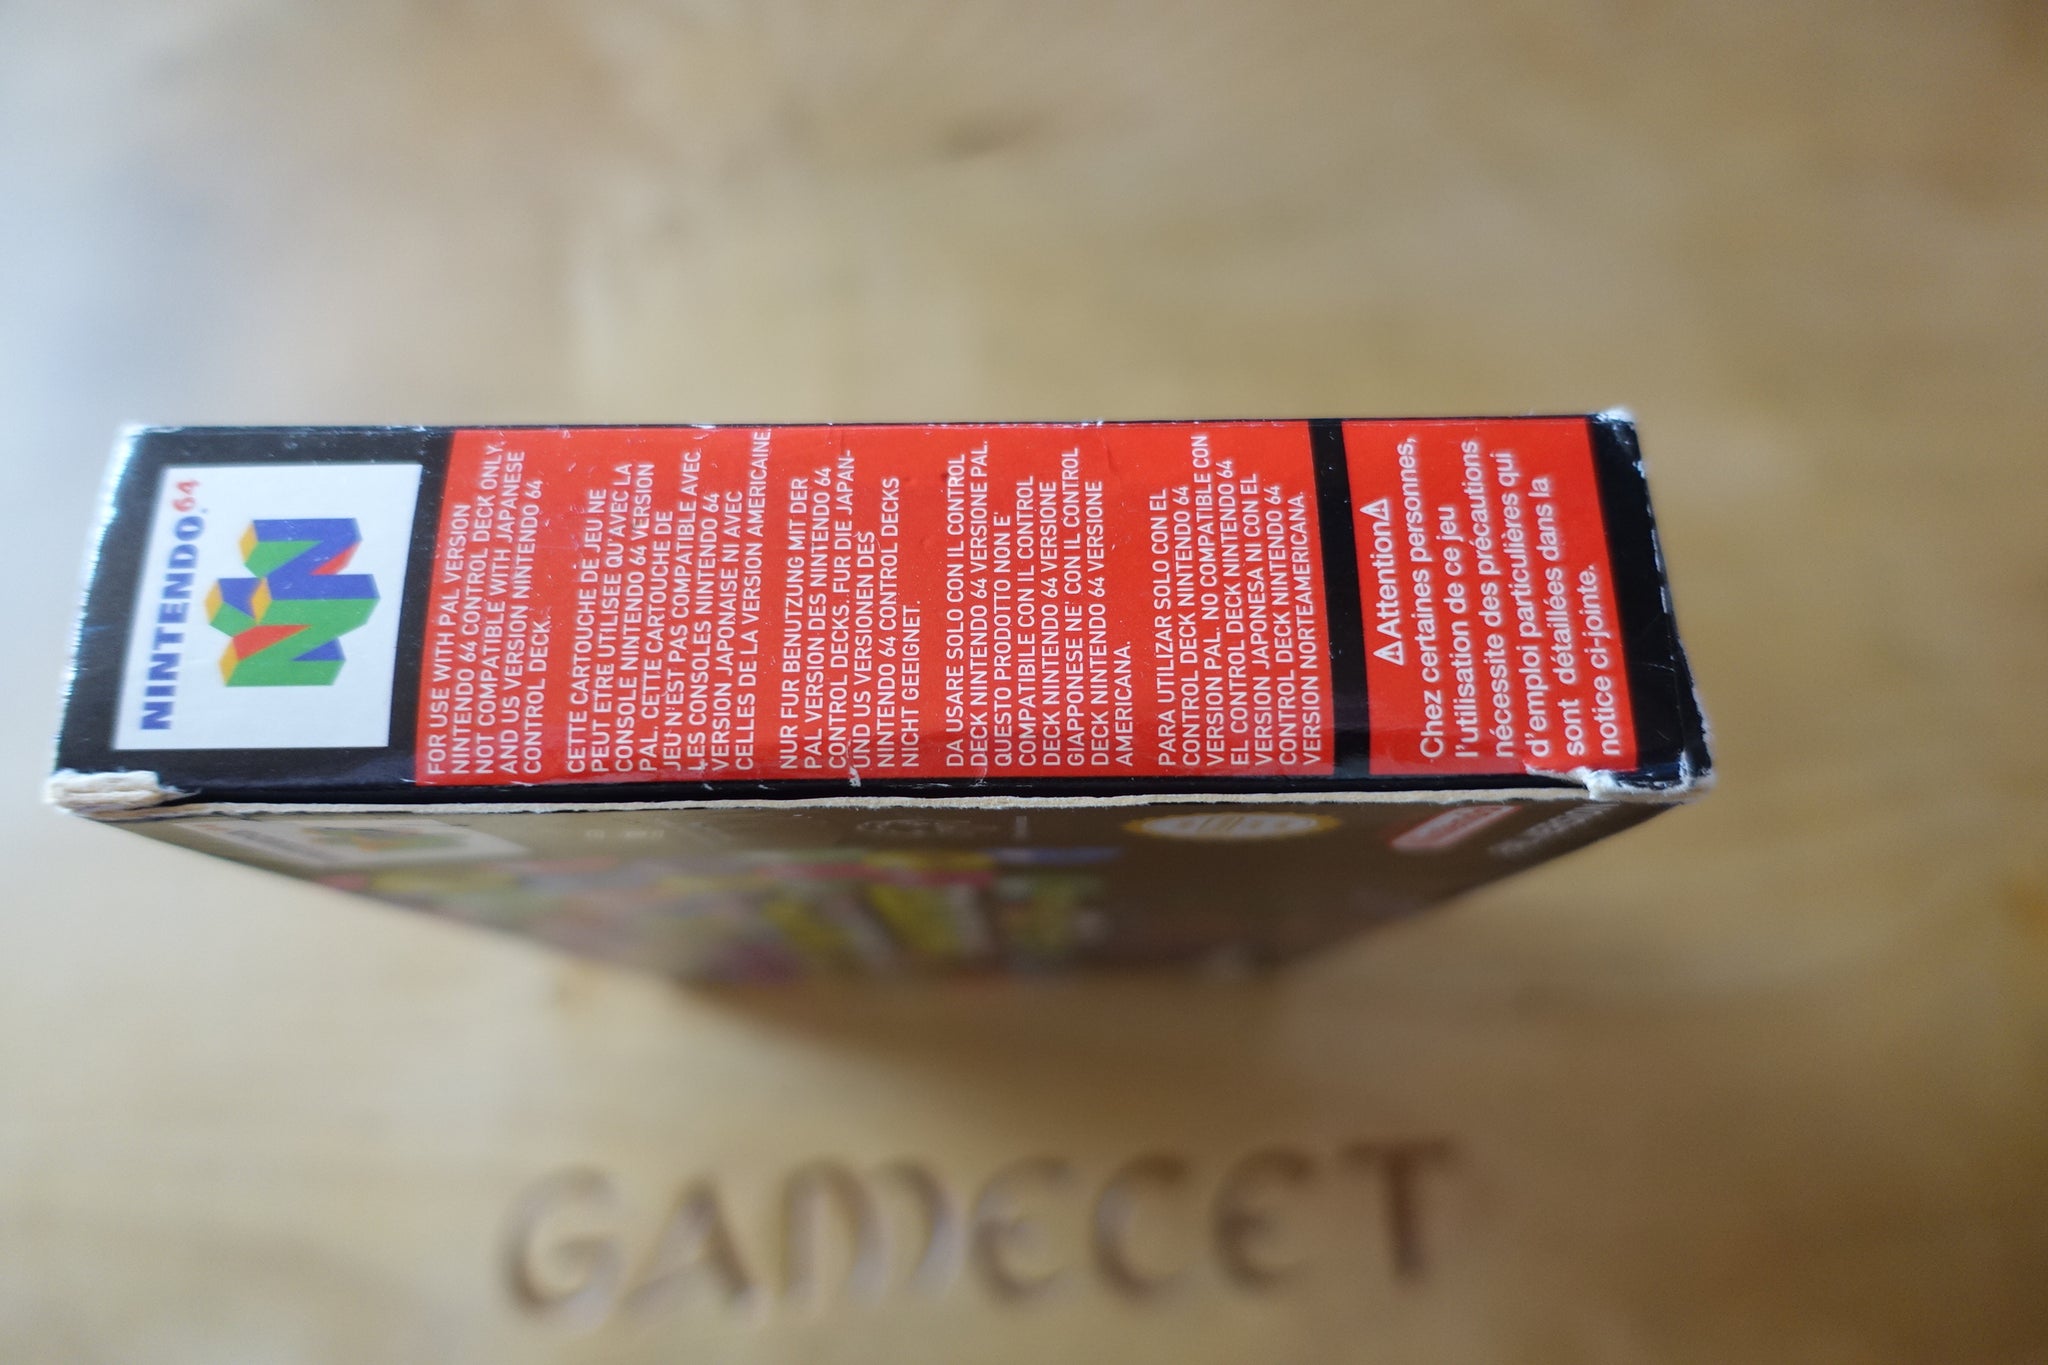 NINTENDO 64
FOR USE WITH PAL VERSION
NINTENDO 64 CONTROL DECK ONLY.
NOT COMPATIBLE WITH JAPANESE
AND US VERSION NINTENDO 64
CONTROL DECK.
CETTE CARTOUCHE DE JEU NE
PEUT ETRE UTILISEE QU'AVEC LA
CONSOLE NINTENDO 64 VERSION
PAL. CETTE CARTOUCHE DE
JEU N'EST PAS COMPATIBLE AVEC
LES CONSOLES NINTENDO 64
VERSION JAPONAISE NI AVEC
CELLES DE LA VERSION AMERICAINE.
NUR FUR BENUTZUNG MIT DER
PAL VERSION DES NINTENDO 64
CONTROL DECKS. FUR DIE JAPAN-
UND US VERSIONEN DES
NINTENDO 64 CONTROL DECKS
NICHT GEEIGNET.
DA USARE SOLO CON IL CONTROL
DECK NINTENDO 64 VERSIONE PAL.
QUESTO PRODOTTO NON E'
COMPATIBILE CON IL CONTROL
DECK NINTENDO 64 VERSIONE
GIAPPONESE NE' CON IL CONTROL
DECK NINTENDO 64 VERSIONE
AMERICANA.
PARA UTILIZAR SOLO CON EL
CONTROL DECK NINTENDO 64
VERSION PAL. NO COMPATIBLE CON
EL CONTROL DECK NINTENDO 64
VERSION JAPONESA NI CON EL
CONTROL DECK NINTENDO 64
VERSION NORTEAMERICANA.
⚠Attention⚠
Chez certaines personnes,
l'utilisation de ce jeu
nécessite des précautions
d'emploi particulières qui
sont détaillées dans la
notice ci-jointe.
GAMECET